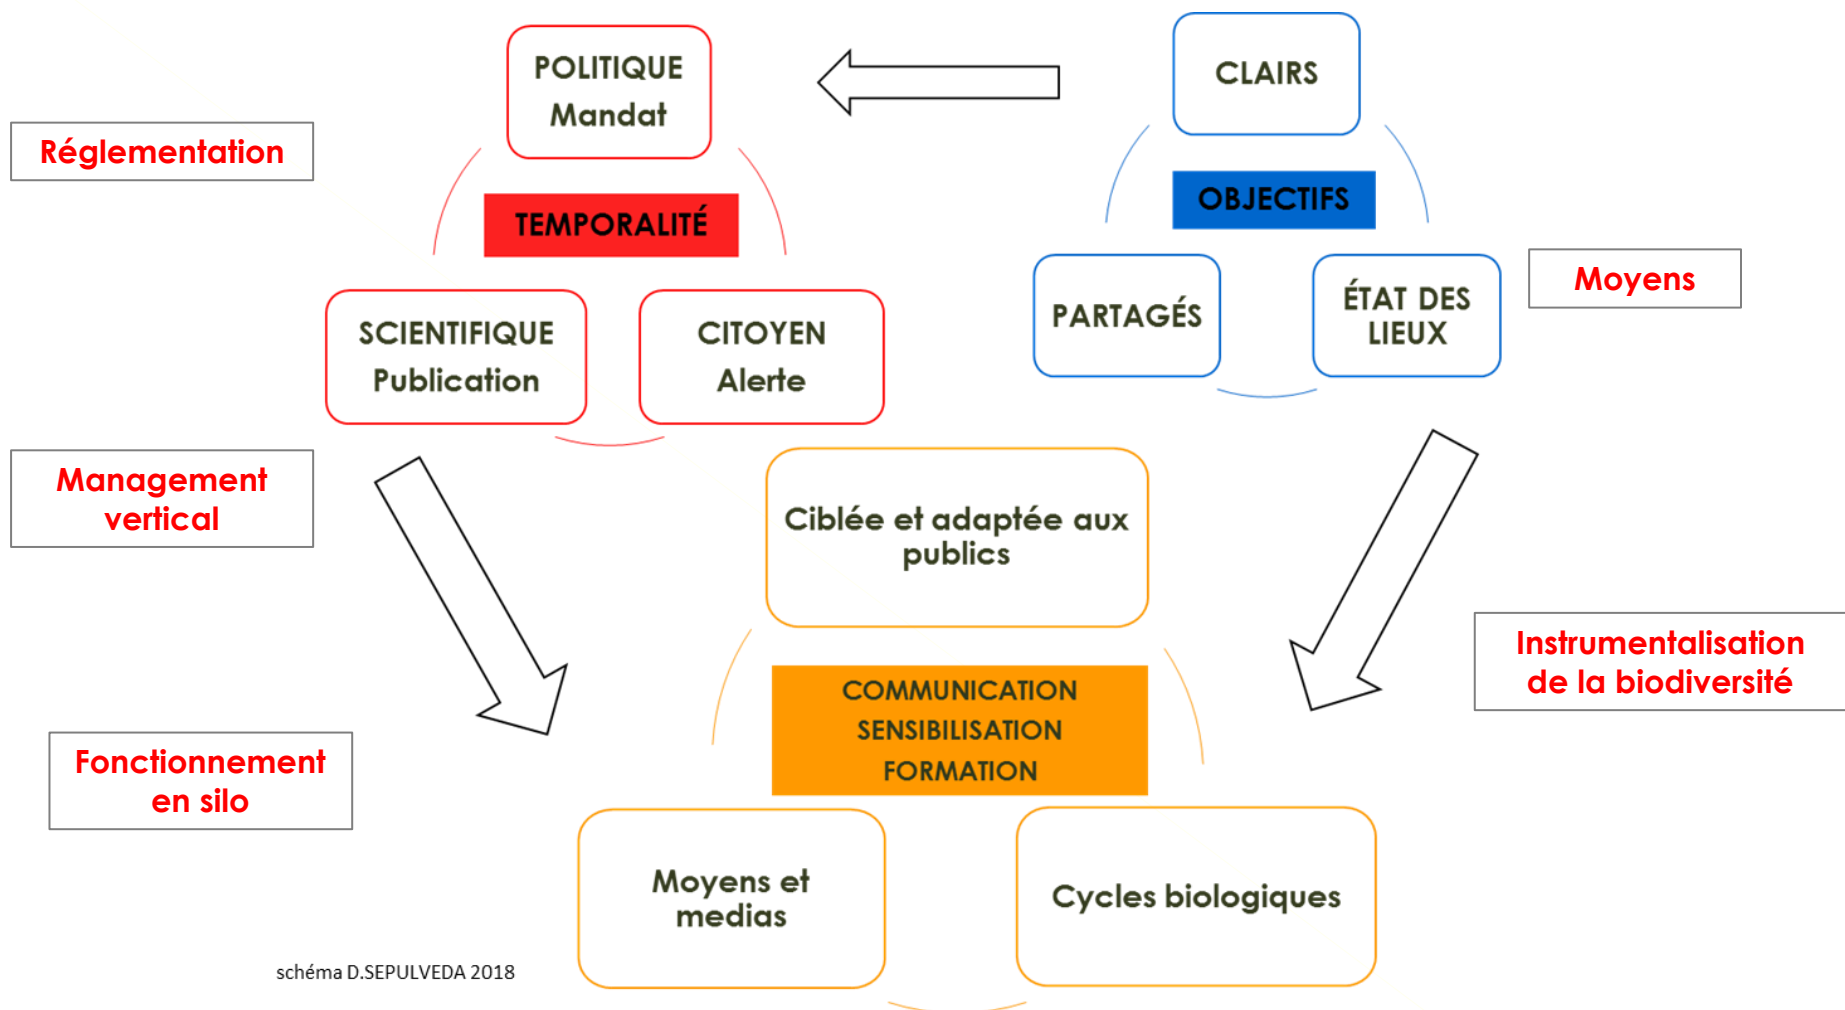 POLITIQUE
Mandat
CLAIRS
Réglementation
TEMPORALITÉ
OBJECTIFS
SCIENTIFIQUE
Publication
CITOYEN
Alerte
PARTAGÉS
ÉTAT DES
LIEUX
Moyens
Management
vertical
Ciblée et adaptée aux
publics
COMMUNICATION
SENSIBILISATION
FORMATION
Instrumentalisation
de la biodiversité
Fonctionnement
en silo
Moyens et
medias
Cycles biologiques
schéma D.SEPULVEDA 2018